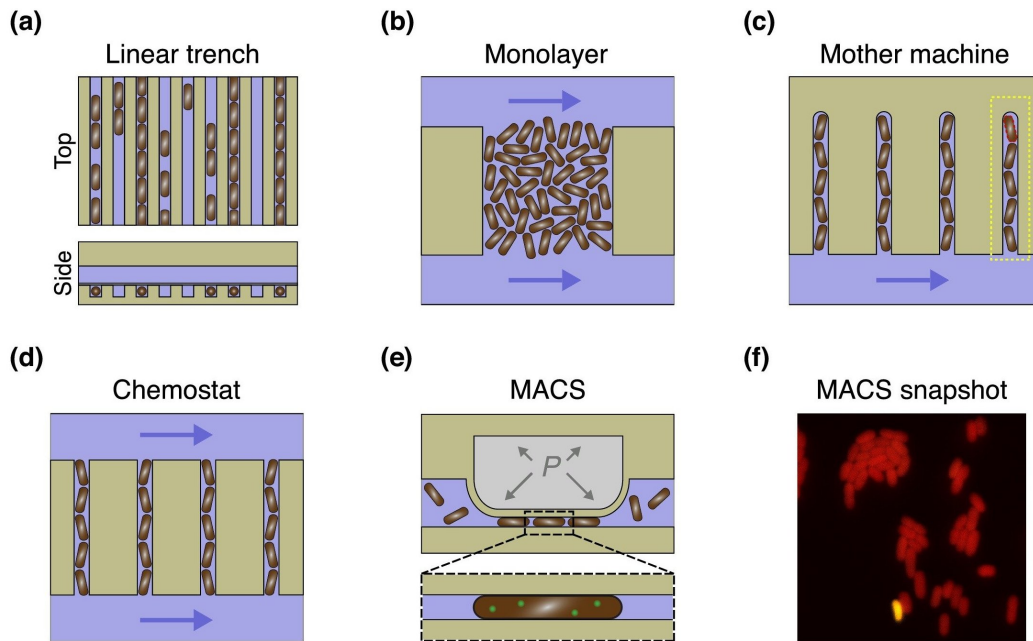 (a)
Linear trench
Top
Side
(b)
Monolayer
(c)
Mother machine
(d)
Chemostat
(e)
MACS
P
(f)
MACS snapshot